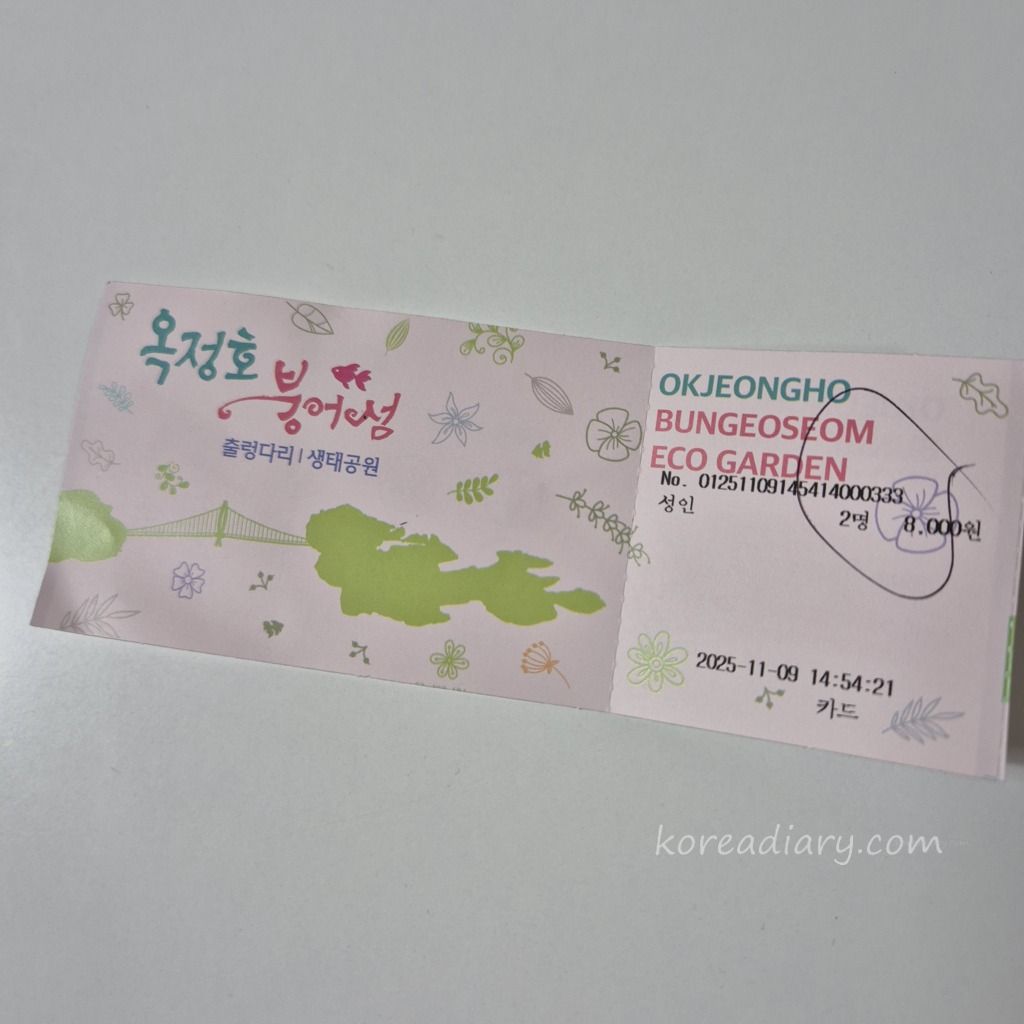 옥정호
붕어섬
출렁다리 | 생태공원
OKJEONGHO
BUNGEOSEOM
ECO GARDEN
No. 01251109145414000333
성인
2명 8,000원
2025-11-09 14:54:21
카드
koreadiary.com